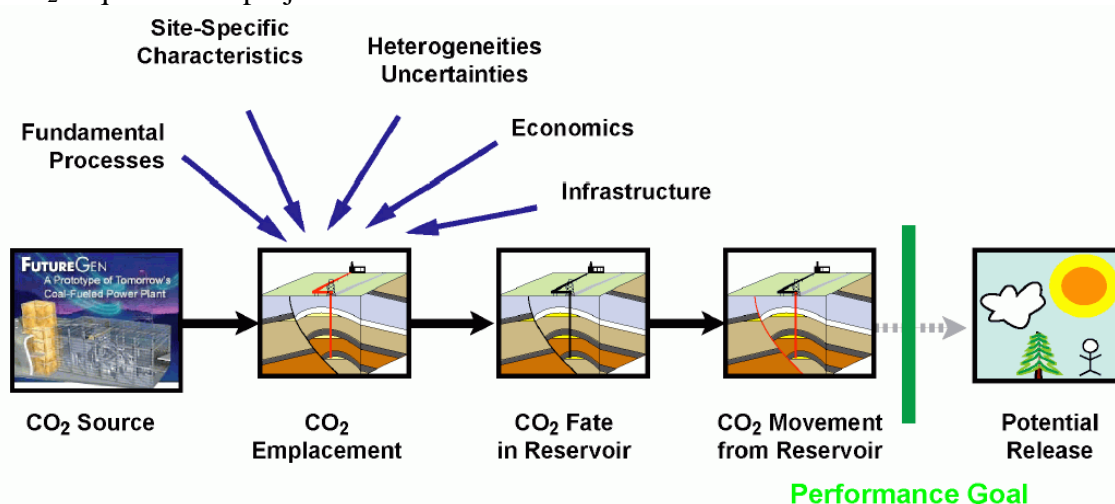 Site-Specific
Characteristics
Heterogeneities
Uncertainties
Fundamental
Processes
Economics
Infrastructure
FUTUREGEN
A Prototype of Tomorrow's
Coal-Fueled Power Plant
CO₂ Source
CO₂
Emplacement
CO₂ Fate
in Reservoir
CO₂ Movement
from Reservoir
Potential
Release
Performance Goal